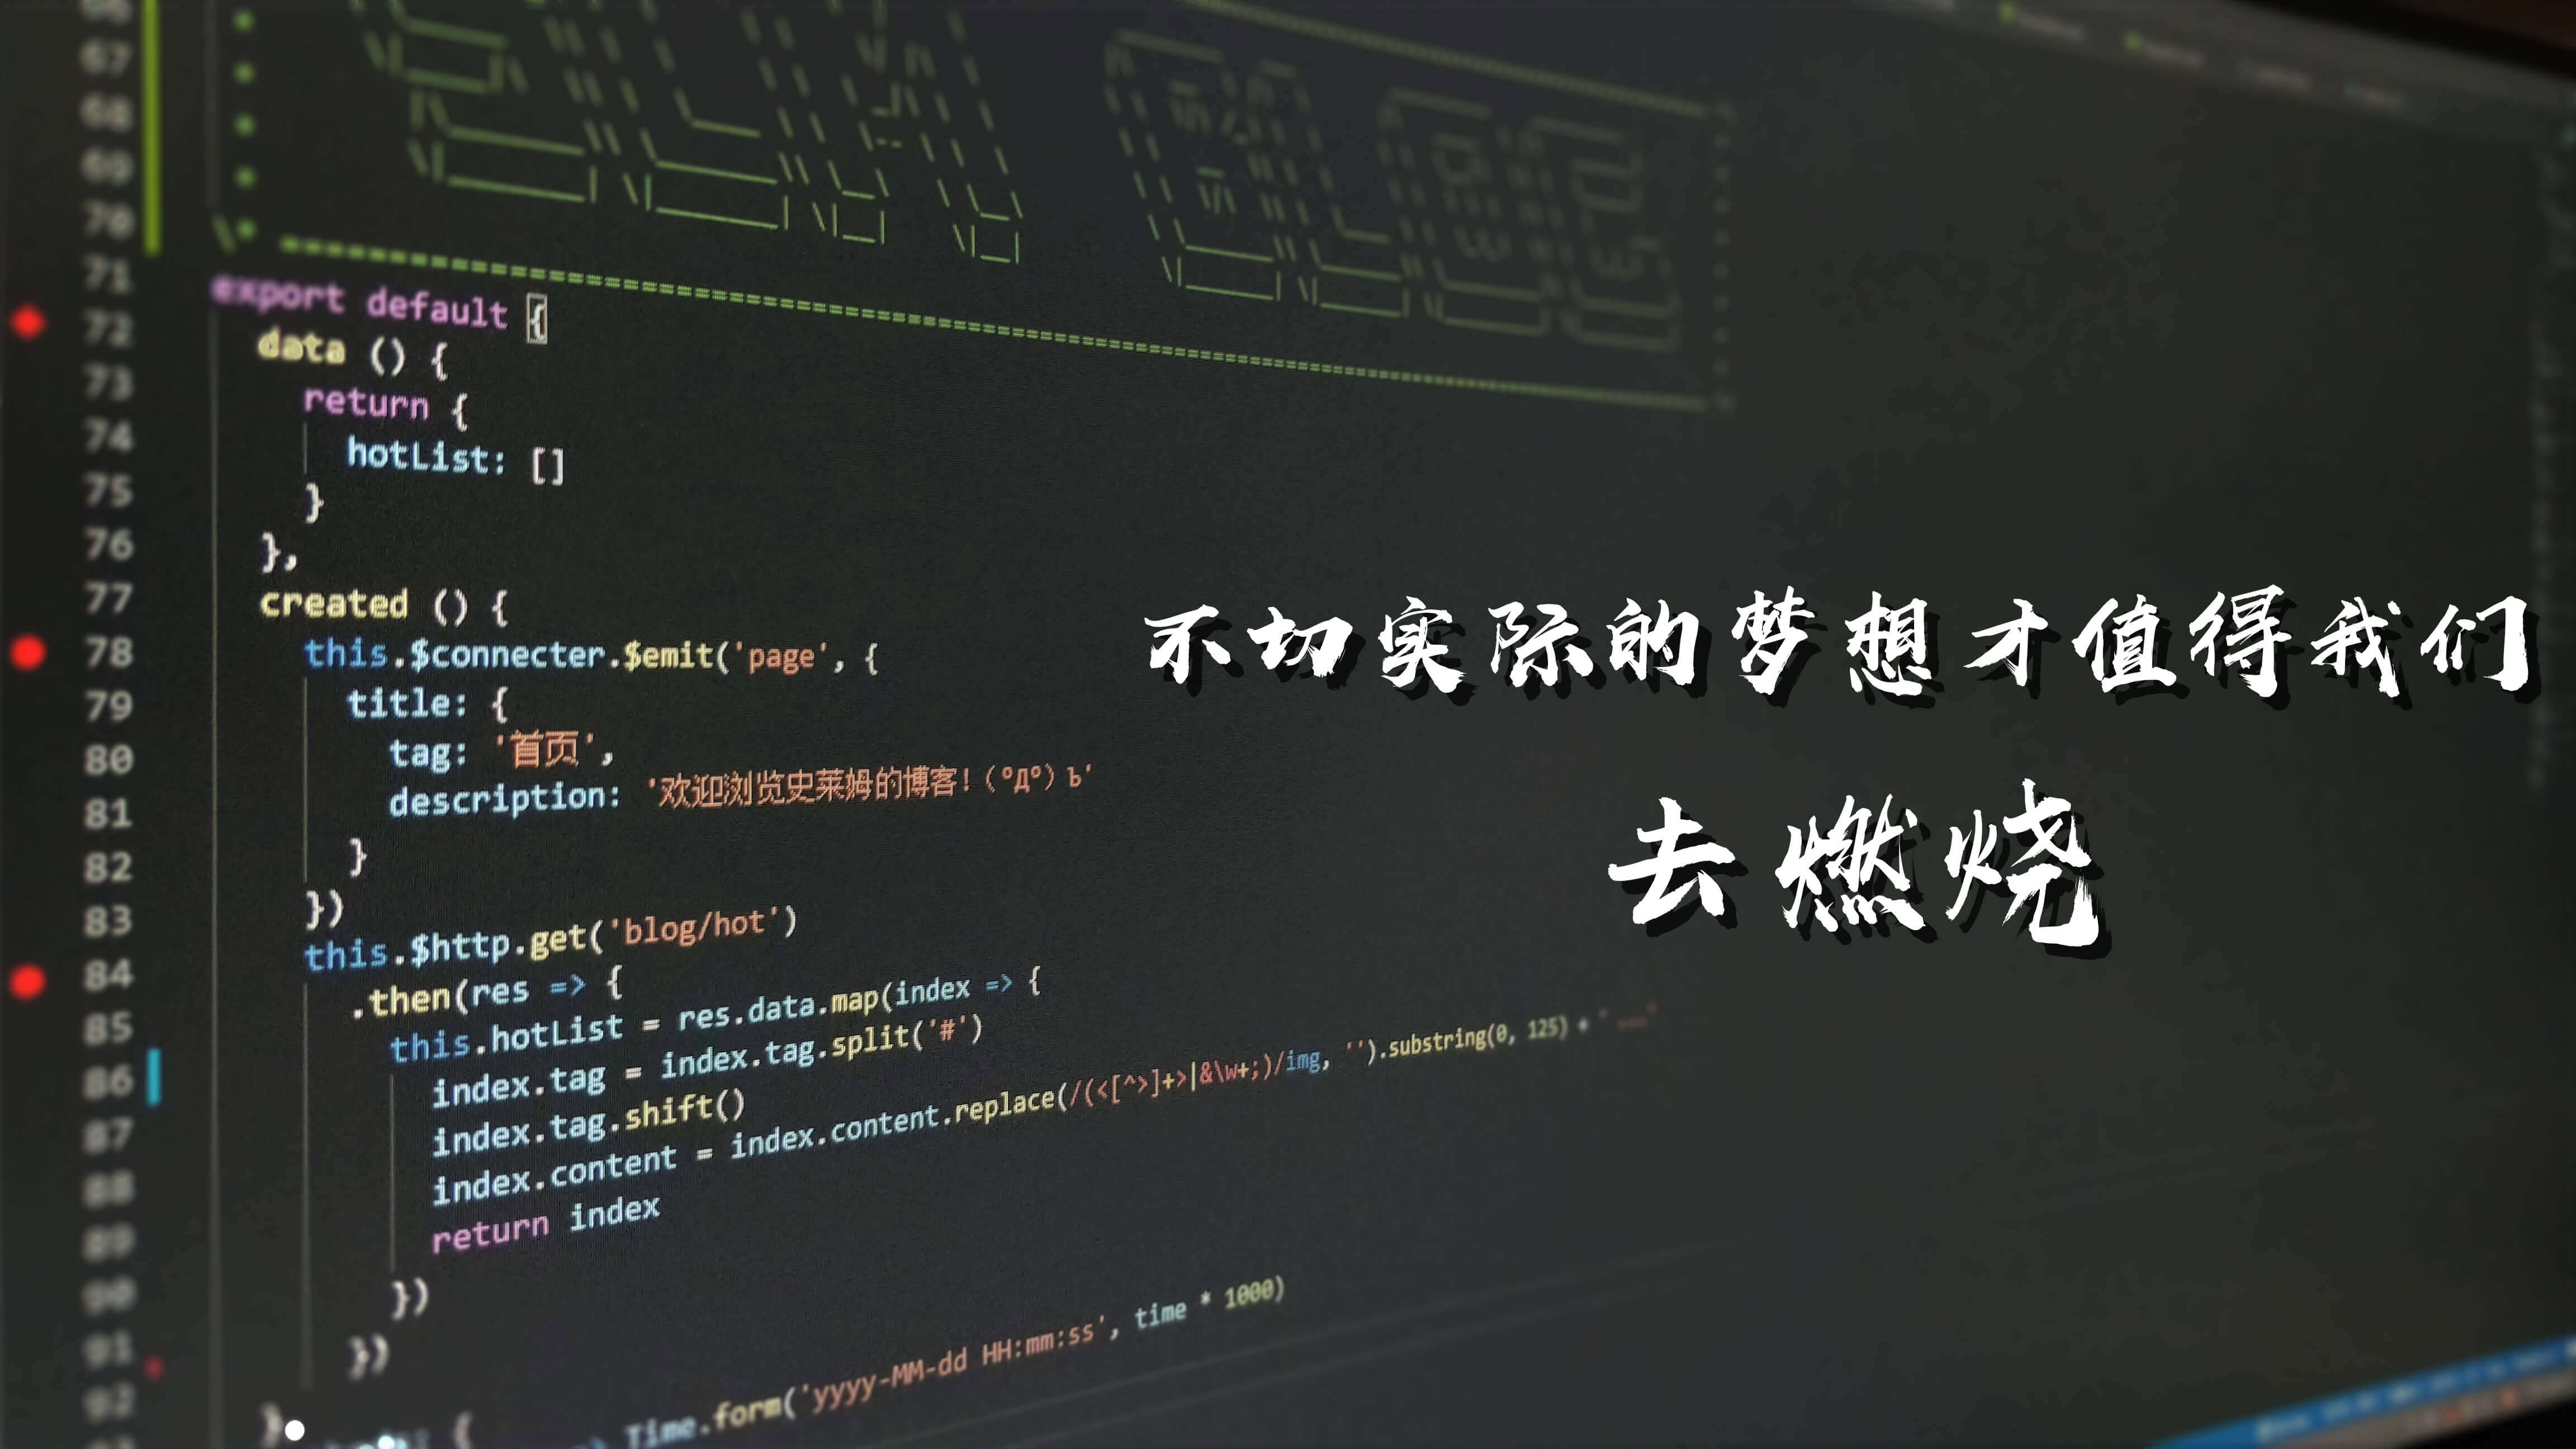 67
68
69
70
71
72 export default {
73 data () {
74 return {
75 hotList: []
76 }
77 },
78 created () {
79 this.$connecter.$emit('page', {
80 title: {
81 tag: '首页',
82 description: '欢迎浏览史莱姆的博客!(ºДº)ъ'
83 }
84 })
85 this.$http.get('blog/hot')
86 .then(res => {
87 this.hotList = res.data.map(index => {
88 index.tag = index.tag.split('#')
89 index.tag.shift()
90 index.content = index.content.replace(/(<[^>]+>|&\w+;)/img, '').substring(0, 125) +
91 return index
92 })
})
}
Time.form('yyyy-MM-dd HH:mm:ss', time * 1000)
不切实际的梦想才值得我们
去燃烧